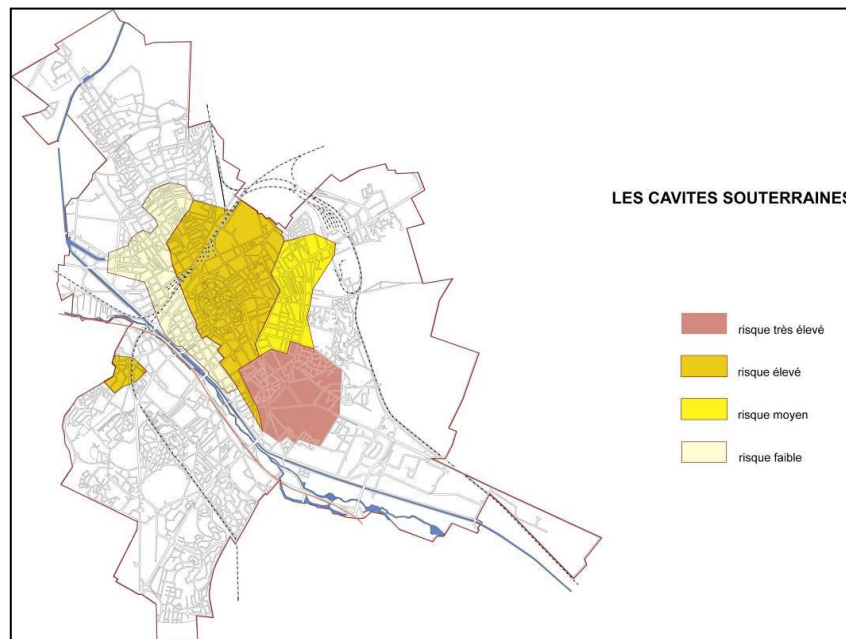 LES CAVITES SOUTERRAINES
risque très élevé
risque élevé
risque moyen
risque faible